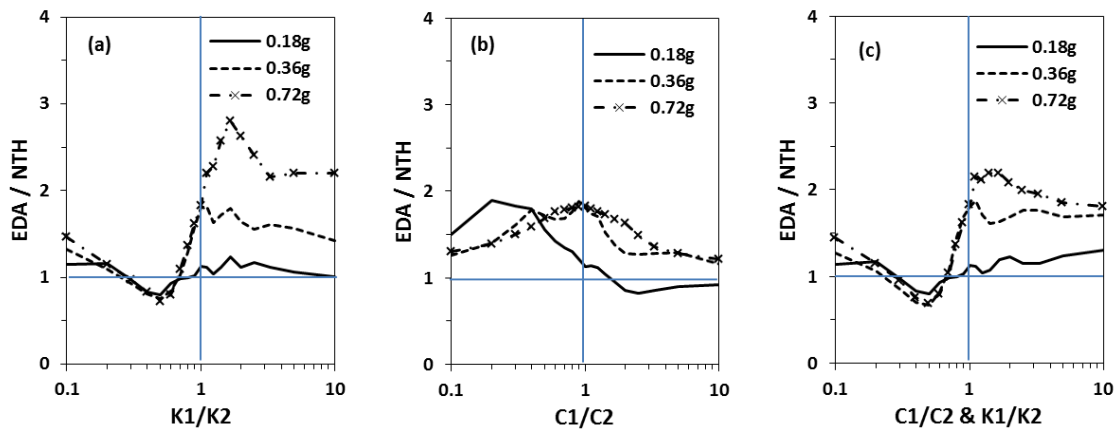 (a)
0.18g
0.36g
0.72g
EDA / NTH
4
3
2
1
0
0.1
1
10
K1/K2
(b)
0.18g
0.36g
0.72g
EDA / NTH
4
3
2
1
0
0.1
1
10
C1/C2
(c)
0.18g
0.36g
0.72g
EDA / NTH
4
3
2
1
0
0.1
1
10
C1/C2 & K1/K2